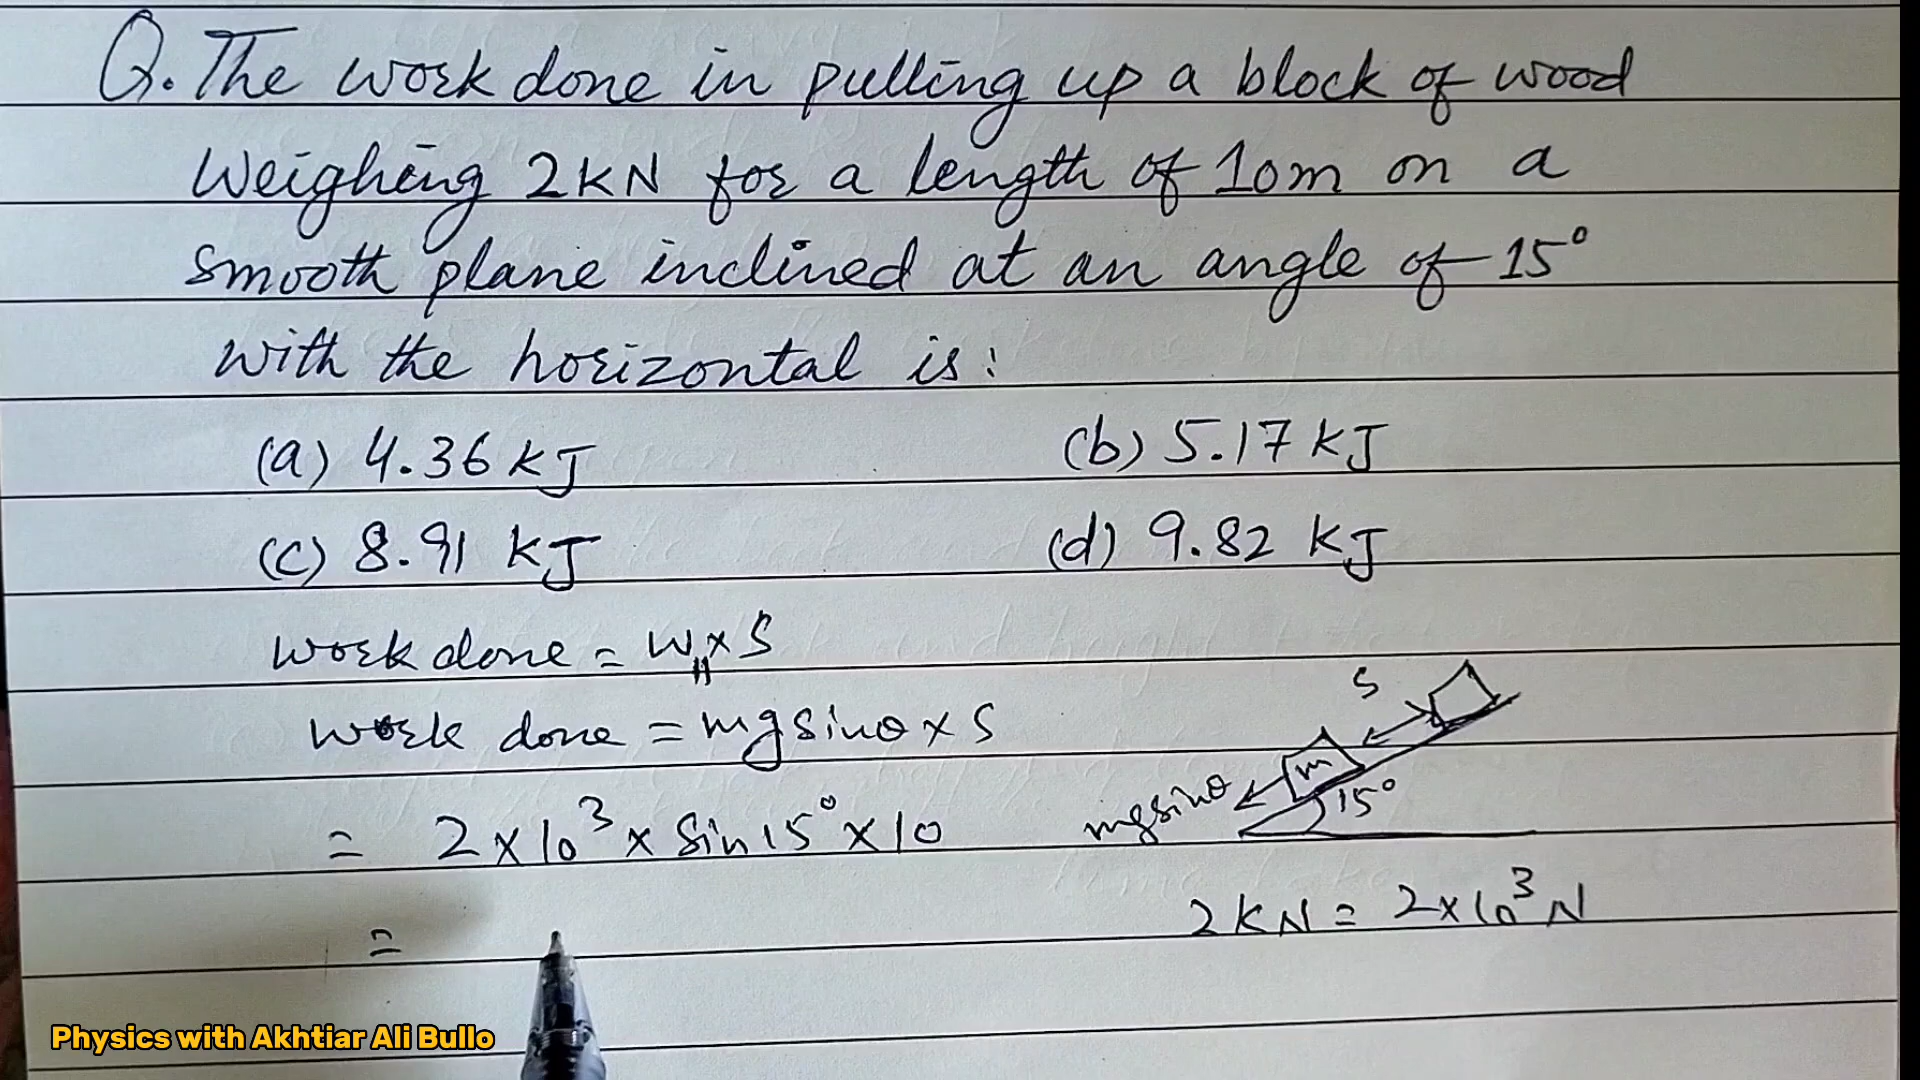 Q. The work done in pulling up a block of wood
Weighing 2KN for a length of 10m on a
smooth plane inclined at an angle of 15°
with the horizontal is:
(a) 4.36 KJ (b) 5.17 KJ
(c) 8.91 KJ (d) 9.82 KJ
Work done = W∥ × S
work done = mg sinθ × S
= 2 × 10³ × Sin 15° × 10
=
S
m
mg sinθ
15°
2KN = 2×10³ N
Physics with Akhtiar Ali Bullo